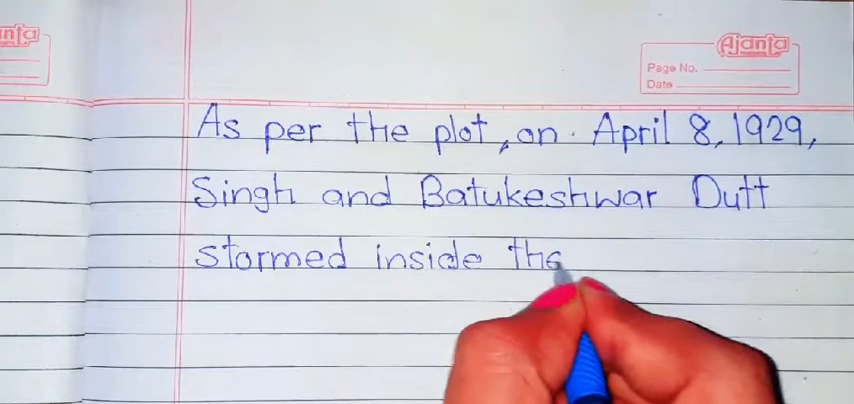 anta
Ajanta
Page No.
Date
As per the plot, on. April 8, 1929,
Singh and Batukeshwar Dutt
stormed inside the